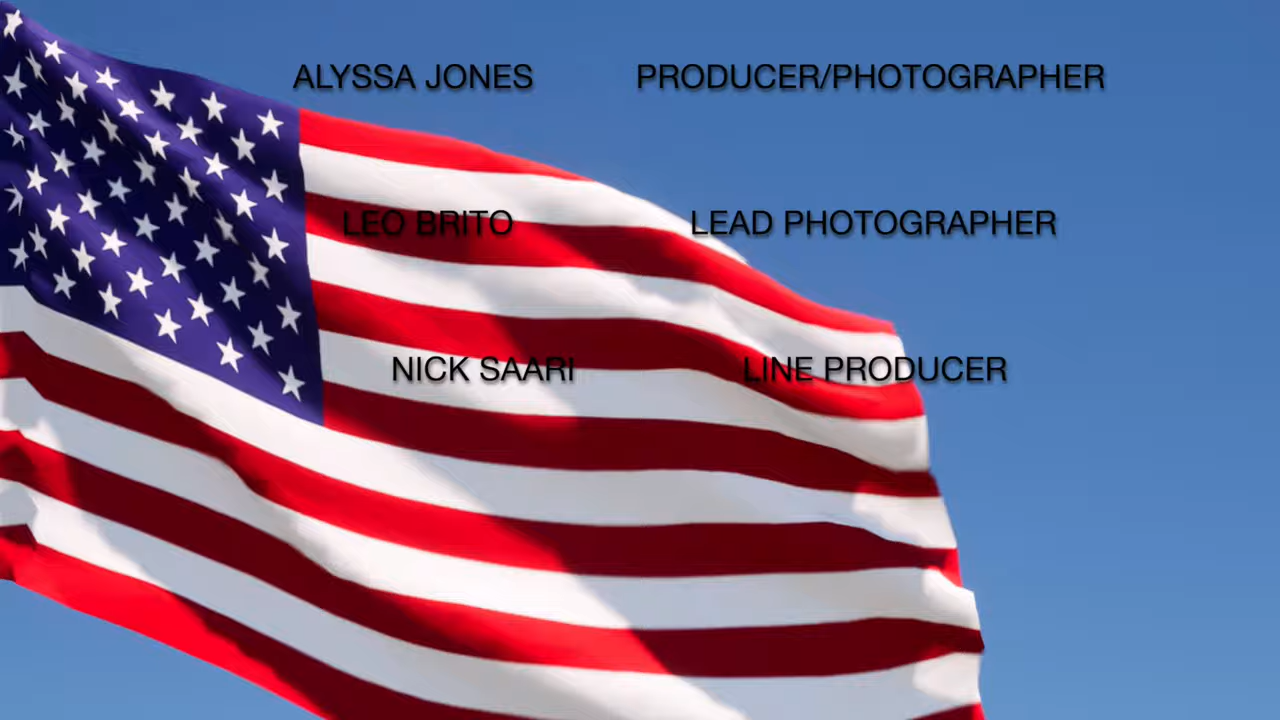 ALYSSA JONES PRODUCER/PHOTOGRAPHER
LEO BRITO LEAD PHOTOGRAPHER
NICK SAARI LINE PRODUCER